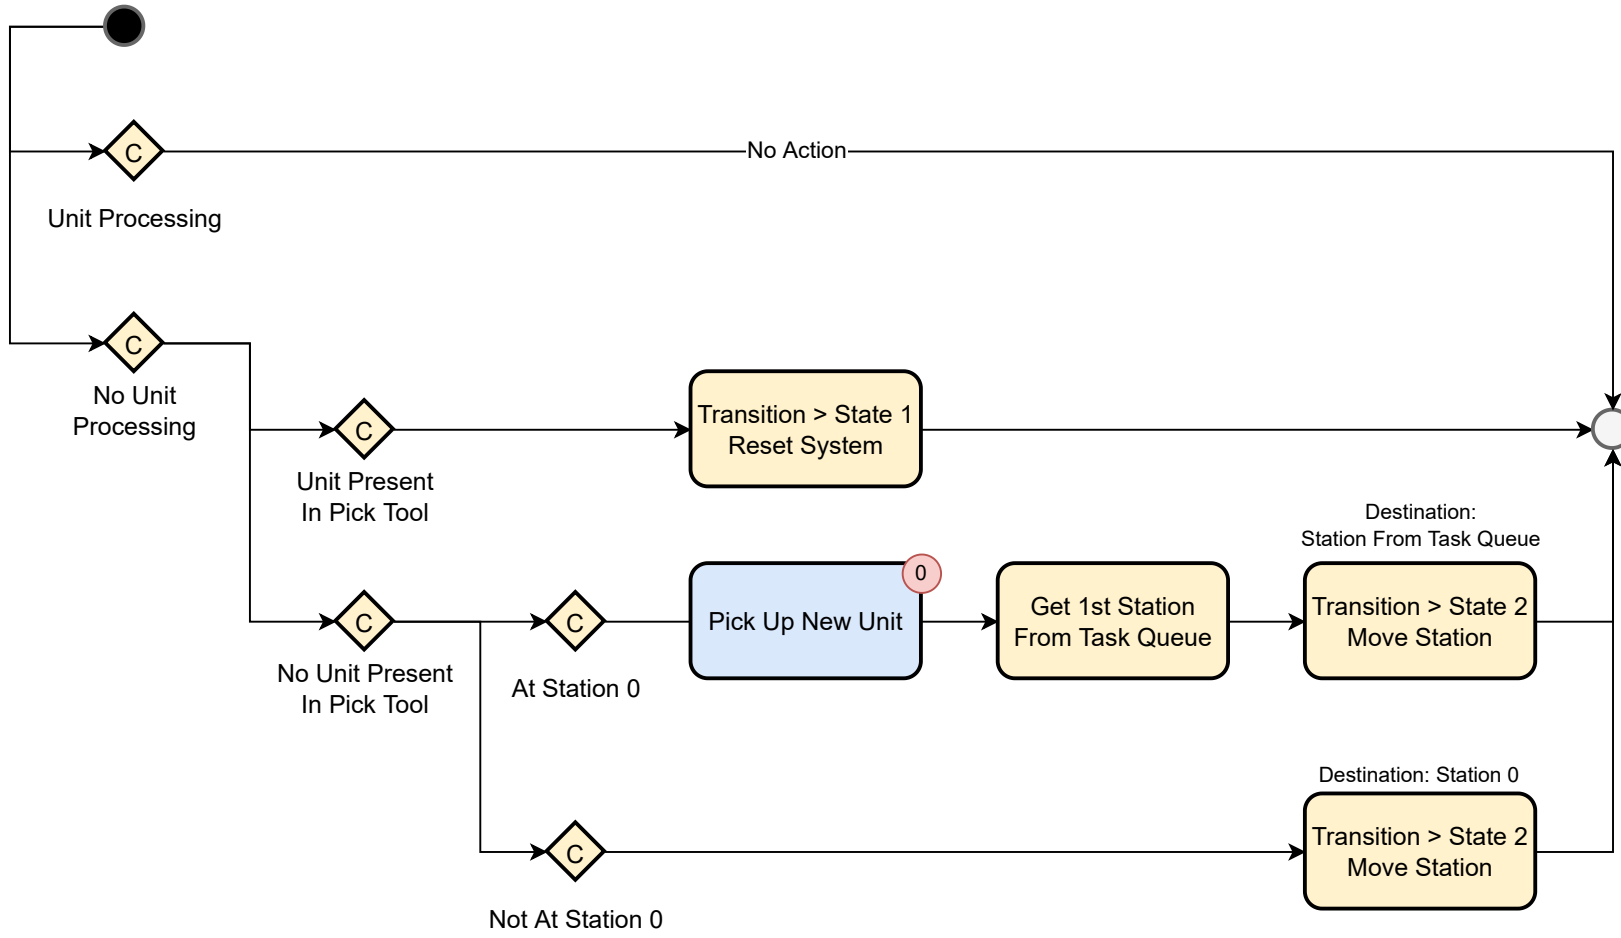 C
No Action
Unit Processing
C
No Unit
Processing
C
Unit Present
In Pick Tool
Transition > State 1
Reset System
C
No Unit Present
In Pick Tool
C
At Station 0
Pick Up New Unit
0
Get 1st Station
From Task Queue
Destination:
Station From Task Queue
Transition > State 2
Move Station
C
Not At Station 0
Destination: Station 0
Transition > State 2
Move Station